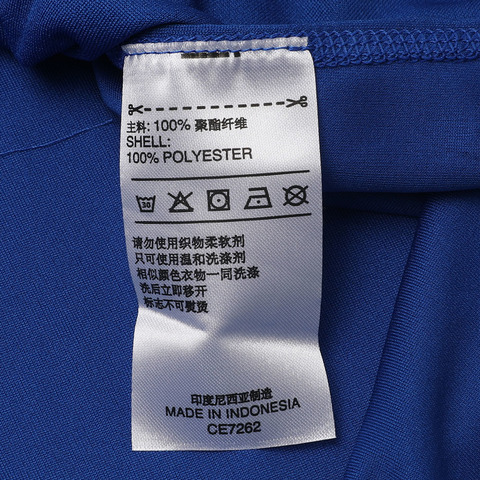 主料: 100% 聚酯纤维
SHELL:
100% POLYESTER
30
请勿使用织物柔软剂
只可使用温和洗涤剂
相似颜色衣物一同洗涤
洗后立即移开
标志不可熨烫
印度尼西亚制造
MADE IN INDONESIA
CE7262